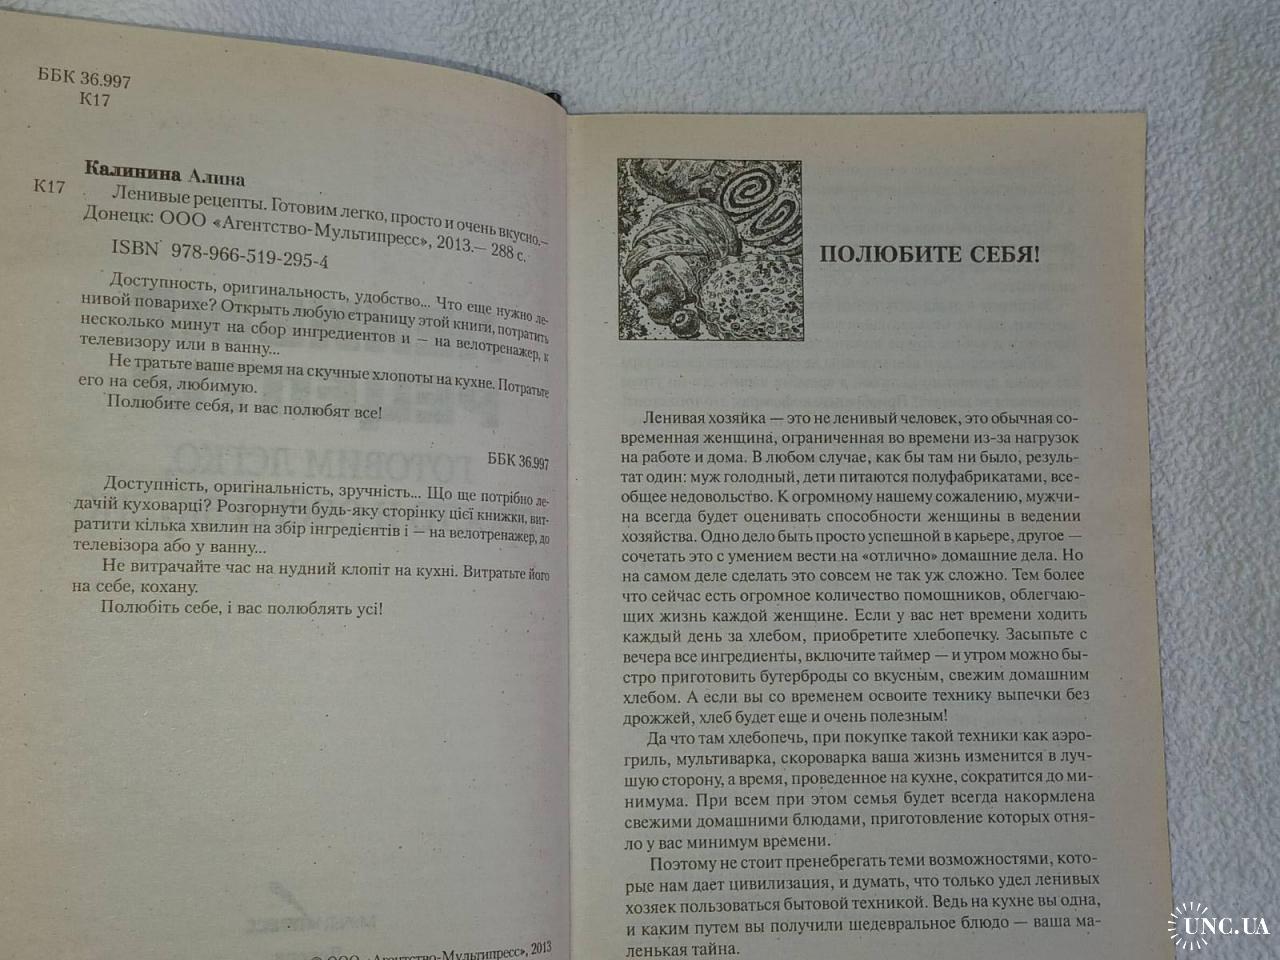 ББК 36.997
К17
Калинина Алина
К17
Ленивые рецепты. Готовим легко, просто и очень вкусно.—
Донецк: ООО «Агентство-Мультипресс», 2013.— 288 с.
ISBN 978-966-519-295-4
Доступность, оригинальность, удобство... Что еще нужно ле-
нивой поварихе? Открыть любую страницу этой книги, потратить
несколько минут на сбор ингредиентов и — на велотренажер, к
телевизору или в ванну...
Не тратьте ваше время на скучные хлопоты на кухне. Потратьте
его на себя, любимую.
Полюбите себя, и вас полюбят все!
ББК 36.997
Доступність, оригінальність, зручність... Що ще потрібно ле-
дачій куховарці? Розгорнути будь-яку сторінку цієї книжки, вит-
ратити кілька хвилин на збір інгредієнтів і — на велотренажер, до
телевізора або у ванну...
Не витрачайте час на нудний клопіт на кухні. Витратьте його
на себе, кохану.
Полюбіть себе, і вас полюблять усі!
© ООО «Агентство-Мультипресс», 2013
ПОЛЮБИТЕ СЕБЯ!
Ленивая хозяйка — это не ленивый человек, это обычная со-
временная женщина, ограниченная во времени из-за нагрузок
на работе и дома. В любом случае, как бы там ни было, резуль-
тат один: муж голодный, дети питаются полуфабрикатами, все-
общее недовольство. К огромному нашему сожалению, мужчи-
на всегда будет оценивать способности женщины в ведении
хозяйства. Одно дело быть просто успешной в карьере, другое —
сочетать это с умением вести на «отлично» домашние дела. Но
на самом деле сделать это совсем не так уж сложно. Тем более
что сейчас есть огромное количество помощников, облегчаю-
щих жизнь каждой женщине. Если у вас нет времени ходить
каждый день за хлебом, приобретите хлебопечку. Засыпьте с
вечера все ингредиенты, включите таймер — и утром можно бы-
стро приготовить бутерброды со вкусным, свежим домашним
хлебом. А если вы со временем освоите технику выпечки без
дрожжей, хлеб будет еще и очень полезным!
Да что там хлебопечь, при покупке такой техники как аэро-
гриль, мультиварка, скороварка ваша жизнь изменится в луч-
шую сторону, а время, проведенное на кухне, сократится до ми-
нимума. При всем при этом семья будет всегда накормлена
свежими домашними блюдами, приготовление которых отня-
ло у вас минимум времени.
Поэтому не стоит пренебрегать теми возможностями, кото-
рые нам дает цивилизация, и думать, что только удел ленивых
хозяек пользоваться бытовой техникой. Ведь на кухне вы одна,
и каким путем вы получили шедевральное блюдо — ваша ма-
ленькая тайна.
UNC.UA